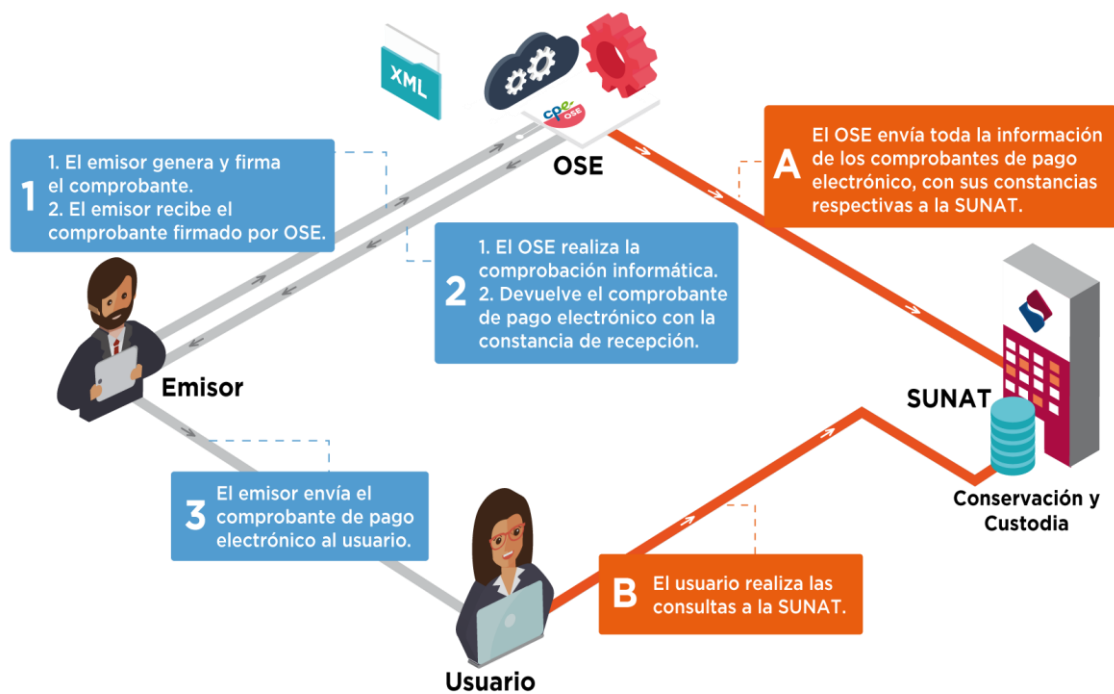 XML
cpe-
OSE
OSE
1
1. El emisor genera y firma
el comprobante.
2. El emisor recibe el
comprobante firmado por OSE.
A
El OSE envía toda la información
de los comprobantes de pago
electrónico, con sus constancias
respectivas a la SUNAT.
2
1. El OSE realiza la
comprobación informática.
2. Devuelve el comprobante
de pago electrónico con la
constancia de recepción.
Emisor
SUNAT
Conservación y
Custodia
3
El emisor envía el
comprobante de pago
electrónico al usuario.
B
El usuario realiza las
consultas a la SUNAT.
Usuario